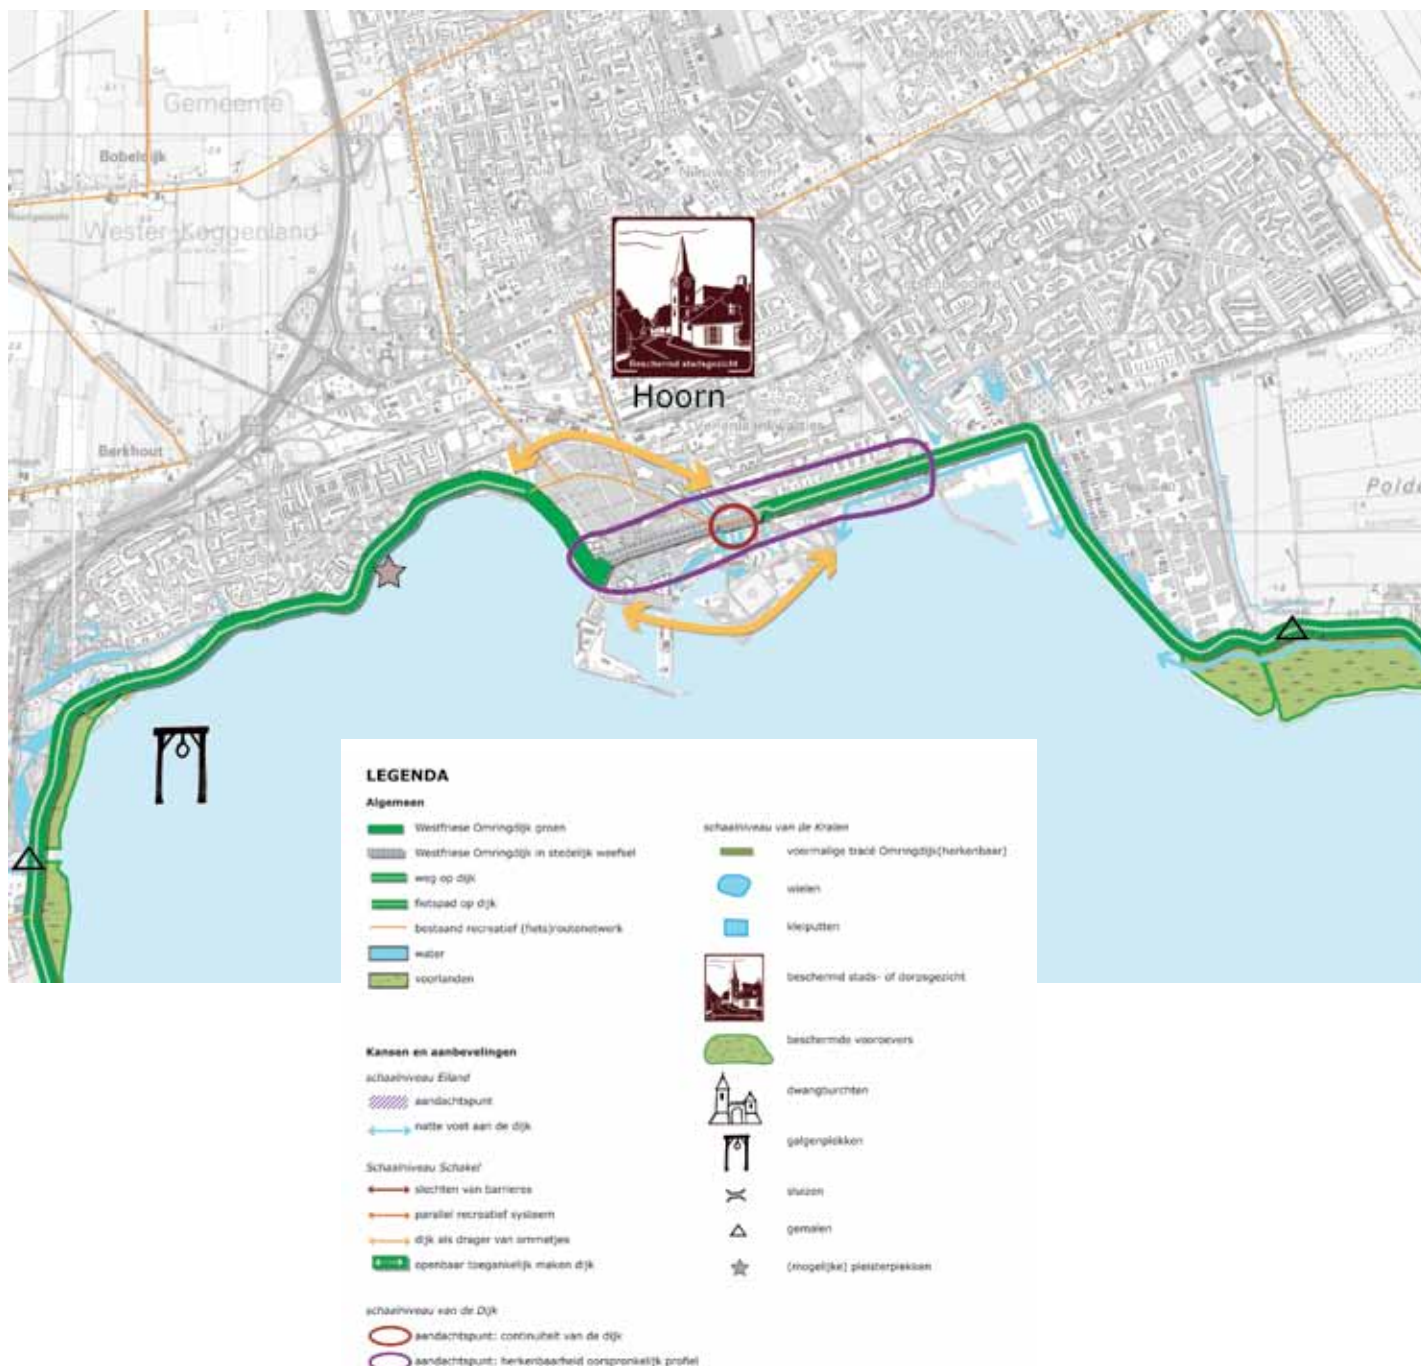 Gemeente
Bobeldijk
Wester-Koggenland
Berkhout
Beschermd stadsgezicht
Hoorn
Polde
LEGENDA
Algemeen
Westfriese Omringdijk groen
Westfriese Omringdijk in stedelijk weefsel
weg op dijk
fietspad op dijk
bestaand recreatief (fiets)routenetwerk
water
voorlanden
Kansen en aanbevelingen
schaalniveau Eiland
aandachtspunt
natte voet aan de dijk
Schaalniveau Schakel
slechten van barrieres
parallel recreatief systeem
dijk als drager van ommetjes
openbaar toegankelijk maken dijk
schaalniveau van de Dijk
aandachtspunt: continuïteit van de dijk
aandachtspunt: herkenbaarheid oorspronkelijk profiel
schaalniveau van de Kralen
voormalige tracé Omringdijk(herkenbaar)
wielen
kleiputten
beschermd stads- of dorpsgezicht
beschermde vooroevers
dwangburchten
galgenplekken
sluizen
gemalen
(mogelijke) pleisterplekken